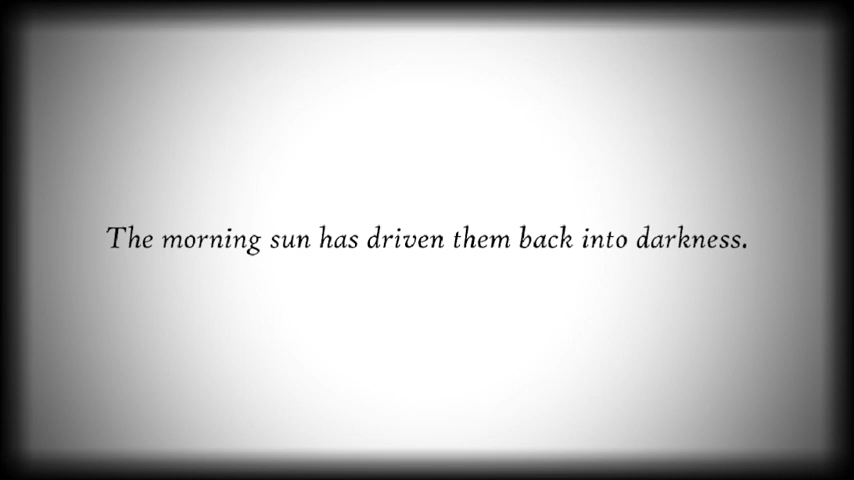 The morning sun has driven them back into darkness.